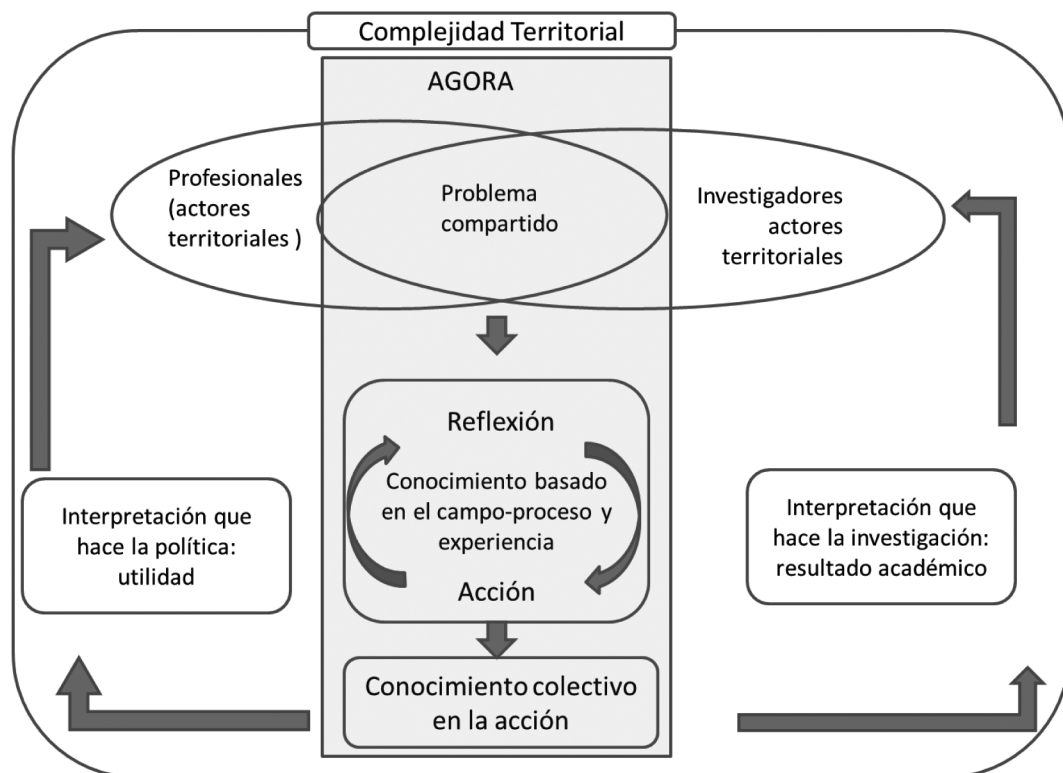 Complejidad Territorial
AGORA
Profesionales
(actores
territoriales )
Problema
compartido
Investigadores
actores
territoriales
Reflexión
Conocimiento basado
en el campo-proceso y
experiencia
Acción
Interpretación que
hace la política:
utilidad
Interpretación que
hace la investigación:
resultado académico
Conocimiento colectivo
en la acción